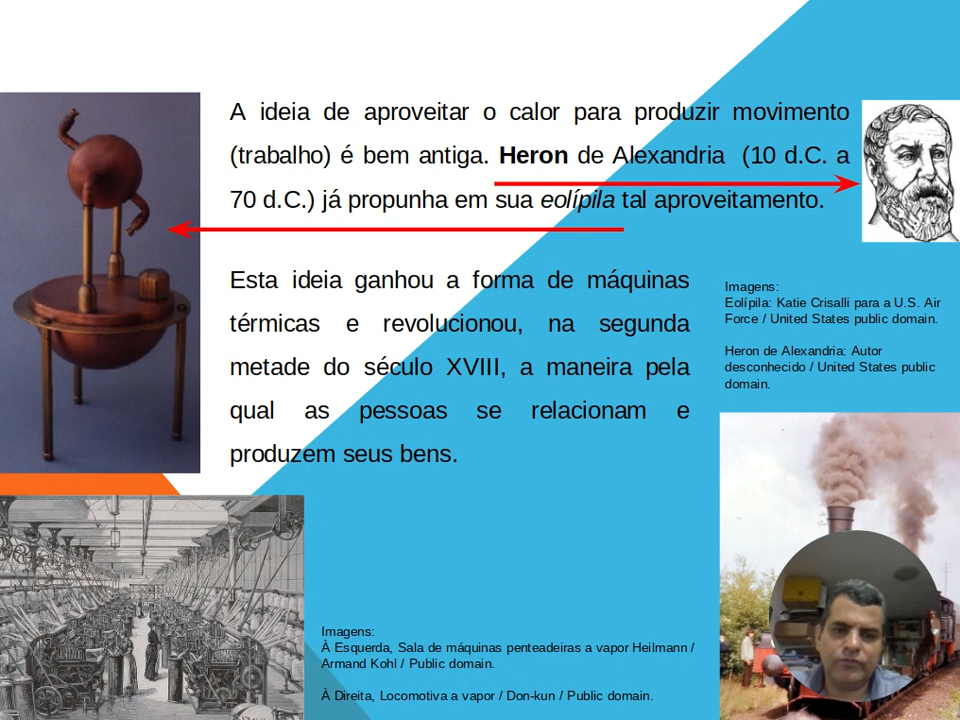 A ideia de aproveitar o calor para produzir movimento
(trabalho) é bem antiga. Heron de Alexandria (10 d.C. a
70 d.C.) já propunha em sua eolípila tal aproveitamento.
Esta ideia ganhou a forma de máquinas
térmicas e revolucionou, na segunda
metade do século XVIII, a maneira pela
qual as pessoas se relacionam e
produzem seus bens.
Imagens:
Eolípila: Katie Crisalli para a U.S. Air
Force / United States public domain.
Heron de Alexandria: Autor
desconhecido / United States public
domain.
Imagens:
À Esquerda, Sala de máquinas penteadeiras a vapor Heilmann /
Armand Kohl / Public domain.
À Direita, Locomotiva a vapor / Don-kun / Public domain.